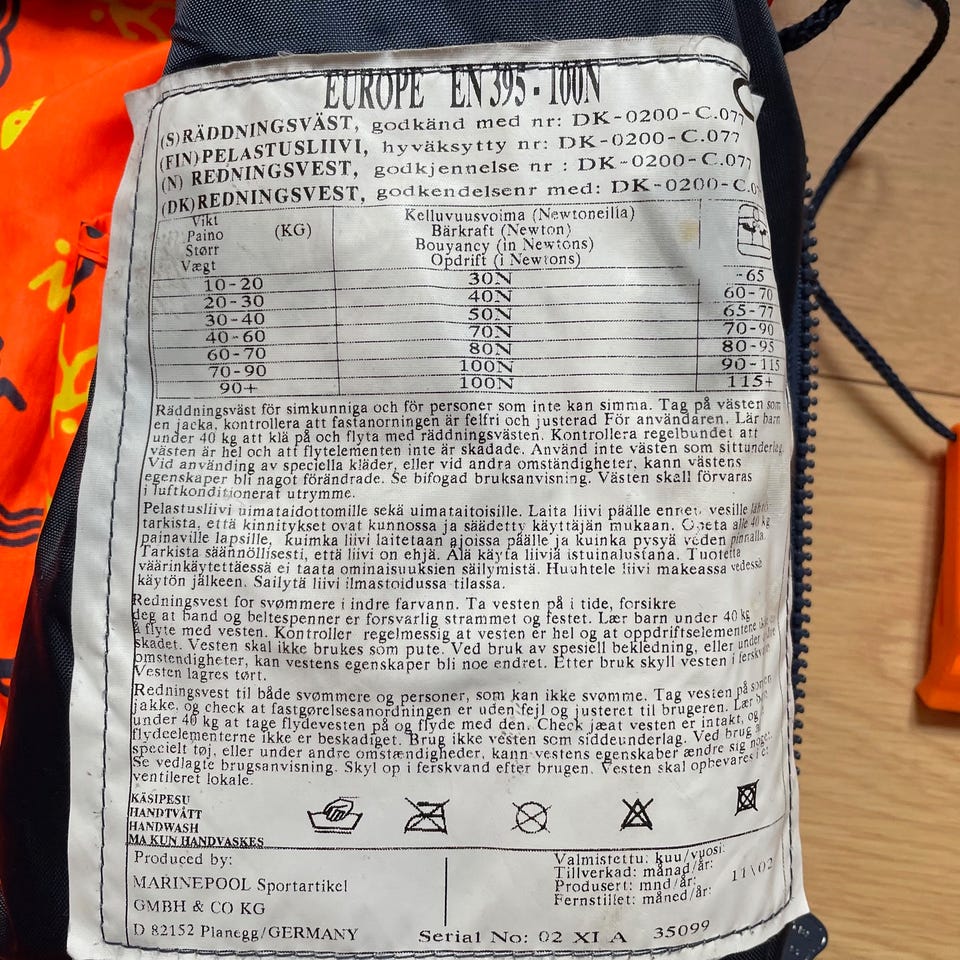 EUROPE EN 395 - 100N
(S) RÄDDNINGSVÄST, godkänd med nr: DK-0200-C.077
(FIN) PELASTUSLIIVI, hyväksytty nr: DK-0200-C.077
(N) REDNINGSVEST, godkjennelse nr : DK-0200-C.077
(DK) REDNINGSVEST, godkendelsenr med: DK-0200-C.0
Vikt
Paino
Størr
Vægt
(KG)
Kelluvuusvoima (Newtoneilla)
Bärkraft (Newton)
Bouyancy (in Newtons)
Opdrift (i Newtons)
10-20 30N -65
20-30 40N 60-70
30-40 50N 65-77
40-60 70N 70-90
60-70 80N 80-95
70-90 100N 90-115
90+ 100N 115+
Räddningsväst för simkunniga och för personer som inte kan simma. Tag på västen som
en jacka, kontrollera att fastanorningen är felfri och justerad För användaren. Lär barn
under 40 kg att klä på och flyta med räddningsvästen. Kontrollera regelbundet att
västen är hel och att flytelementen inte är skadade. Använd inte västen som sittunderlag.
Vid använing av speciella kläder, eller vid andra omständigheter, kann västens
egenskaper bli nagot förändrade. Se bifogad bruksanvisning. Västen skall förvaras
i luftkonditionerat utrymme.
Pelastusliivi uimataidottomille sekä uimataitoisille. Laita liivi päälle ennen vesille
tarkista, että kinnitykset ovat kunnossa ja säädetty käyttäjän mukaan. Opeta alle 40 kg
painaville lapsille, kuimka liivi laitetaan ajoissa päälle ja kuinka pysyä veden pinnalla.
Tarkista säännöllisesti, että liivi on ehjä. Älä käyta liiviä istuinalustana. Tuotetta
väärinkäytettäessä ei taata ominaisuuksien säilymistä. Huuhtele liivi makeassa vedessä
käytön jälkeen. Sailytä liivi ilmastoidussa tilassa.
Redningsvest for svømmere i indre farvann. Ta vesten på i tide, forsikre
deg at band og beltespenner er forsvarlig strammet og festet. Lær barn under 40 kg
å flyte med vesten. Kontroller regelmessig at vesten er hel og at oppdriftselementene
skadet. Vesten skal ikke brukes som pute. Ved bruk av spesiell bekledning, eller under
omstendigheter, kan vestens egenskaper bli noe endret. Etter bruk skyll vesten i ferskv
Vesten lagres tørt.
Redningsvest til både svømmere og personer, som kan ikke svømme. Tag vesten på som
jakke, og check at fastgørelsesanordningen er uden fejl og justeret til brugeren. Lær
under 40 kg at tage flydevesten på og flyde med den. Check jæat vesten er intakt, og
flydeelementerne ikke er beskadiget. Brug ikke vesten som siddeunderlag. Ved brug
specielt tøj, eller under andre omstændigheder, kann vestens egenskaber ændre sig
Se vedlagte brugsanvisning. Skyl op i ferskvand efter brugen. Vesten skal opbevares i
ventileret lokale.
KÄSIPESU
HANDTVÅTT
HANDWASH
MA KUN HANDVASKES
Produced by:
MARINEPOOL Sportartikel
GMBH & CO KG
D 82152 Planegg/GERMANY
Valmistettu: kuu/vuosi:
Tillverkad: månad/år:
Produsert: mnd/år:
Fernstillet: måned/år:
11\02
Serial No: 02 XI A 35099